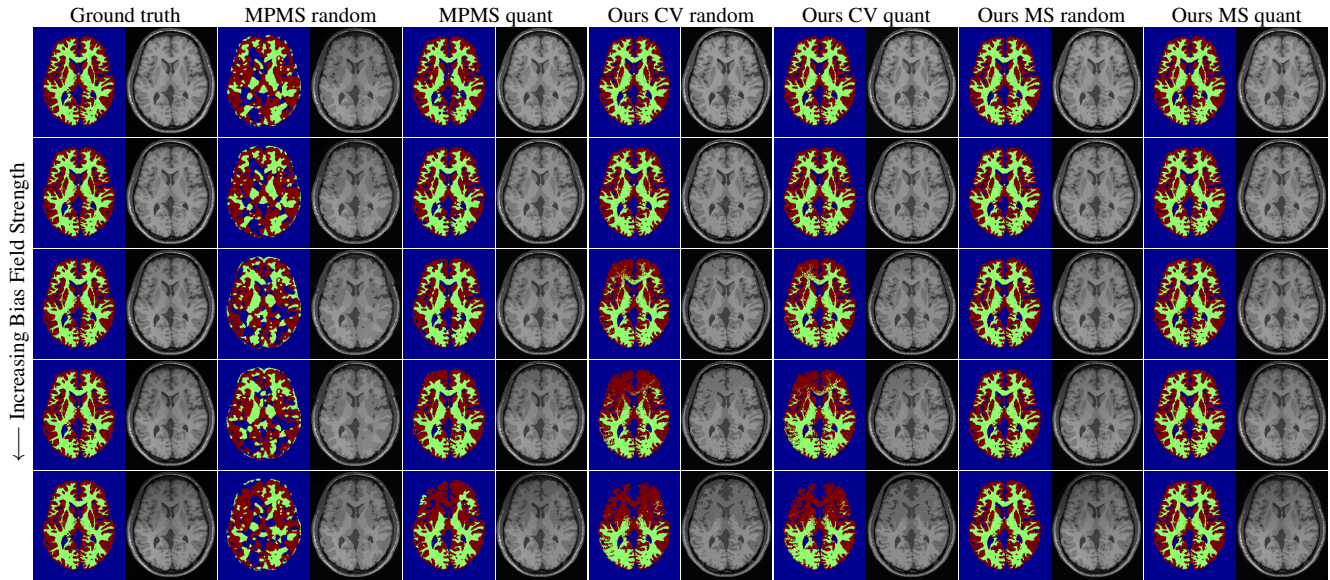 Ground truth
MPMS random
MPMS quant
Ours CV random
Ours CV quant
Ours MS random
Ours MS quant
← Increasing Bias Field Strength